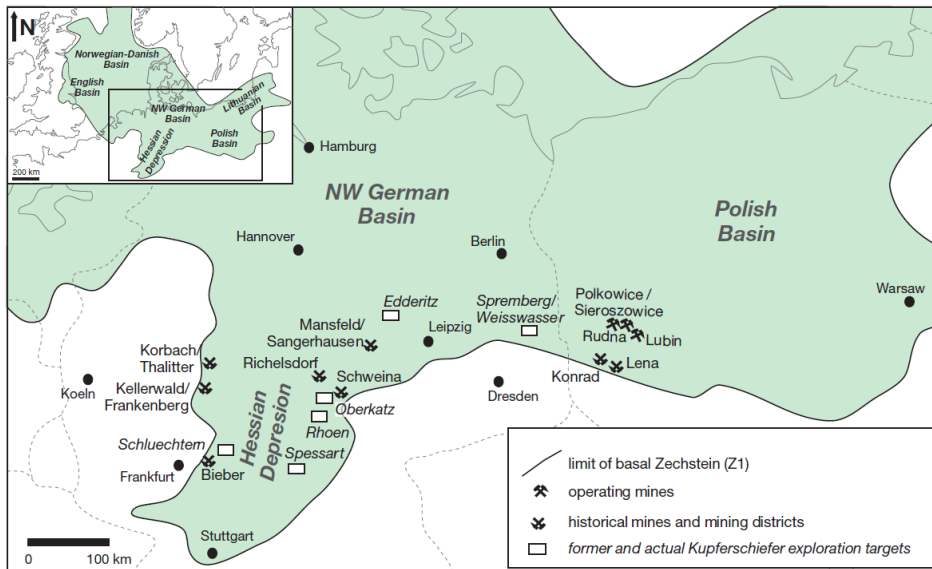 N
Norwegian-Danish
Basin
English
Basin
Lithuanian
Basin
NW German
Basin
Polish
Basin
Hessian
Depression
200 km
Hamburg
NW German
Basin
Polish
Basin
Hannover
Berlin
Warsaw
Edderitz
Spremberg/
Weisswasser
Polkowice /
Sieroszowice
Rudna
Lubin
Mansfeld/
Sangerhausen
Leipzig
Korbach/
Thalitter
Richelsdorf
Schweina
Konrad
Lena
Koeln
Kellerwald/
Frankenberg
Oberkatz
Dresden
Rhoen
Hessian
Depresion
Schluechtern
Spessart
Frankfurt
Bieber
Stuttgart
0
100 km
limit of basal Zechstein (Z1)
operating mines
historical mines and mining districts
former and actual Kupferschiefer exploration targets